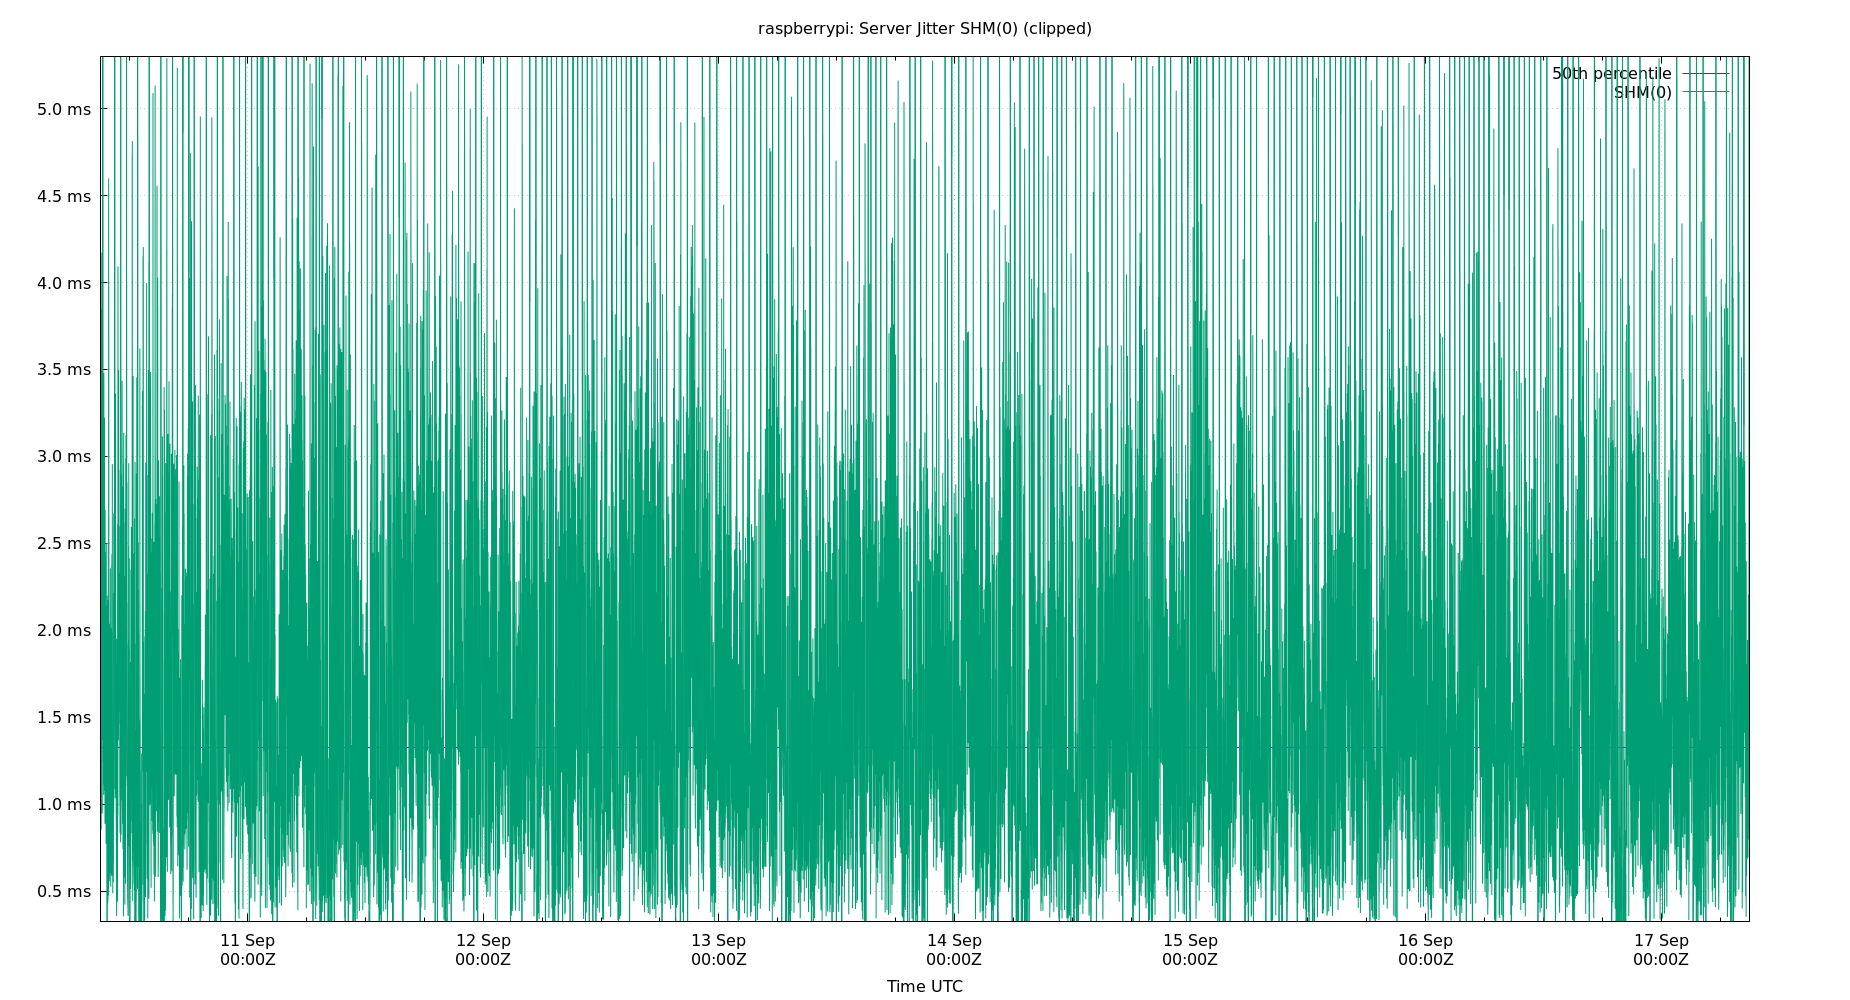 raspberrypi: Server Jitter SHM(0) (clipped)
50th percentile
SHM(0)
5.0 ms
4.5 ms
4.0 ms
3.5 ms
3.0 ms
2.5 ms
2.0 ms
1.5 ms
1.0 ms
0.5 ms
11 Sep 12 Sep 13 Sep 14 Sep 15 Sep 16 Sep 17 Sep
00:00Z 00:00Z 00:00Z 00:00Z 00:00Z 00:00Z 00:00Z
Time UTC